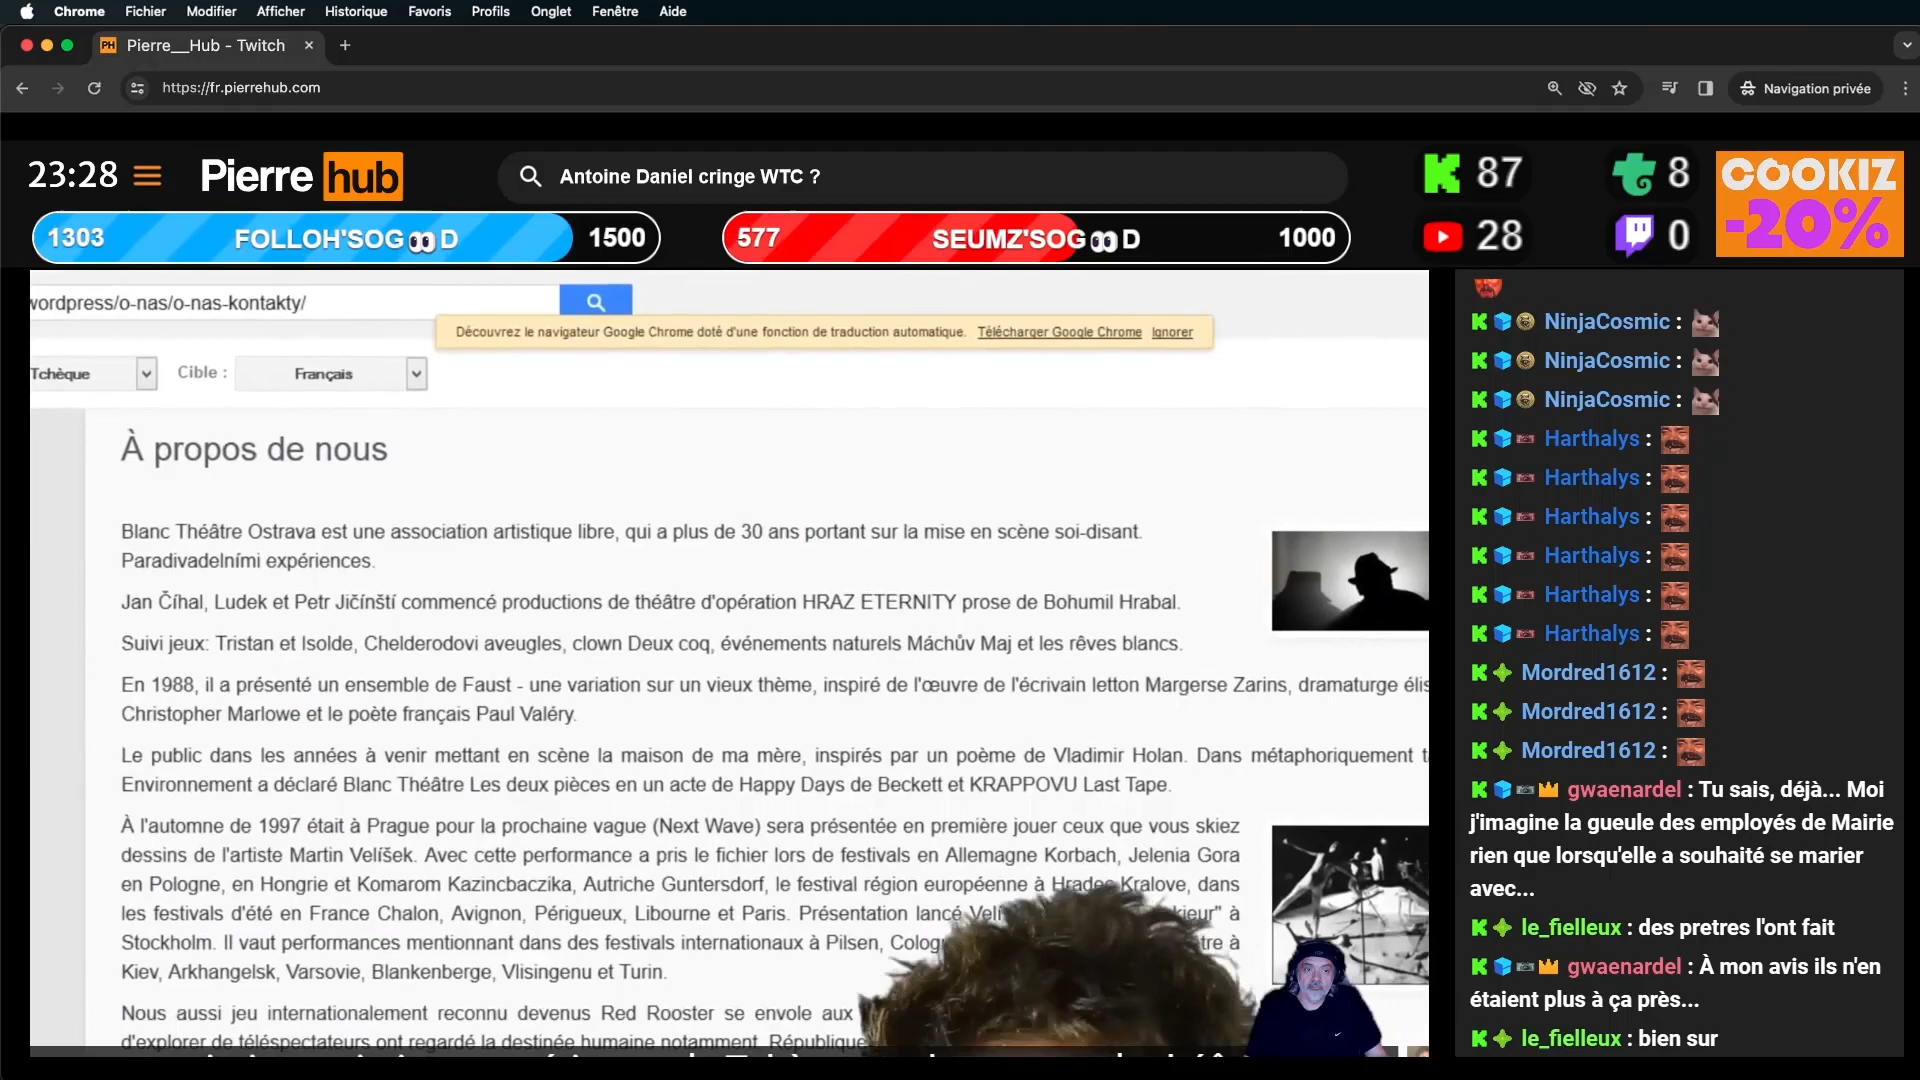 Chrome Fichier Modifier Afficher Historique Favoris Profils Onglet Fenêtre Aide
PH Pierre__Hub - Twitch
https://fr.pierrehub.com
Navigation privée
23:28
Pierre hub
Antoine Daniel cringe WTC ?
87
8
COOKIZ
-20%
1303 FOLLOH'SOG👀D 1500
577 SEUMZ'SOG👀D 1000
28
0
wordpress/o-nas/o-nas-kontakty/
Découvrez le navigateur Google Chrome doté d'une fonction de traduction automatique. Télécharger Google Chrome Ignorer
Tchèque Cible : Français
À propos de nous
Blanc Théâtre Ostrava est une association artistique libre, qui a plus de 30 ans portant sur la mise en scène soi-disant.
Paradivadelními expériences.
Jan Číhal, Ludek et Petr Jičínští commencé productions de théâtre d'opération HRAZ ETERNITY prose de Bohumil Hrabal.
Suivi jeux: Tristan et Isolde, Chelderodovi aveugles, clown Deux coq, événements naturels Máchův Maj et les rêves blancs.
En 1988, il a présenté un ensemble de Faust - une variation sur un vieux thème, inspiré de l'œuvre de l'écrivain letton Margerse Zarins, dramaturge élis
Christopher Marlowe et le poète français Paul Valéry.
Le public dans les années à venir mettant en scène la maison de ma mère, inspirés par un poème de Vladimir Holan. Dans métaphoriquement
Environnement a déclaré Blanc Théâtre Les deux pièces en un acte de Happy Days de Beckett et KRAPPOVU Last Tape.
À l'automne de 1997 était à Prague pour la prochaine vague (Next Wave) sera présentée en première jouer ceux que vous skiez
dessins de l'artiste Martin Velíšek. Avec cette performance a pris le fichier lors de festivals en Allemagne Korbach, Jelenia Gora
en Pologne, en Hongrie et Komarom Kazincbaczika, Autriche Guntersdorf, le festival région européenne à Hradec Kralove, dans
les festivals d'été en France Chalon, Avignon, Périgueux, Libourne et Paris. Présentation lancé à
Stockholm. Il vaut performances mentionnant dans des festivals internationaux à Pilsen, à
Kiev, Arkhangelsk, Varsovie, Blankenberge, Vlisingenu et Turin.
Nous aussi jeu internationalement reconnu devenus Red Rooster se envole aux
d'explorer de téléspectateurs ont regardé la destinée humaine notamment. République
NinjaCosmic :
NinjaCosmic :
NinjaCosmic :
Harthalys :
Harthalys :
Harthalys :
Harthalys :
Harthalys :
Harthalys :
Mordred1612 :
Mordred1612 :
Mordred1612 :
gwaenardel : Tu sais, déjà... Moi
j'imagine la gueule des employés de Mairie
rien que lorsqu'elle a souhaité se marier
avec...
le_fielleux : des pretres l'ont fait
gwaenardel : À mon avis ils n'en
étaient plus à ça près...
le_fielleux : bien sur